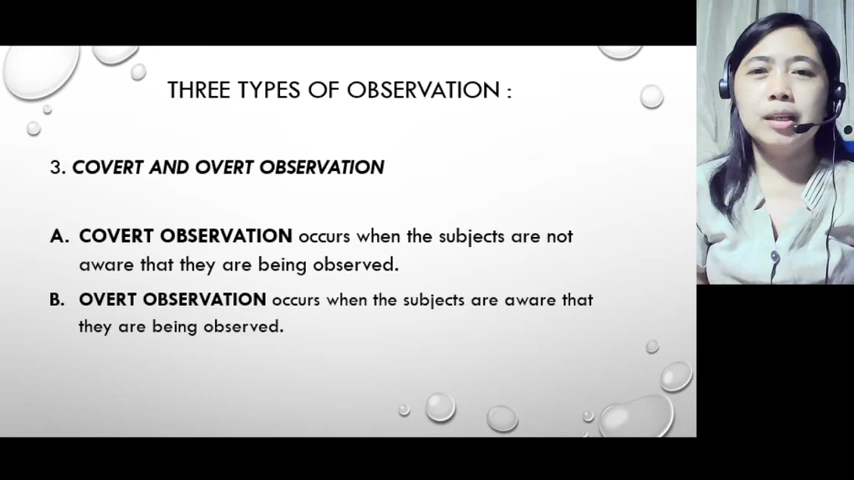 THREE TYPES OF OBSERVATION :
3. COVERT AND OVERT OBSERVATION
A. COVERT OBSERVATION occurs when the subjects are not
aware that they are being observed.
B. OVERT OBSERVATION occurs when the subjects are aware that
they are being observed.